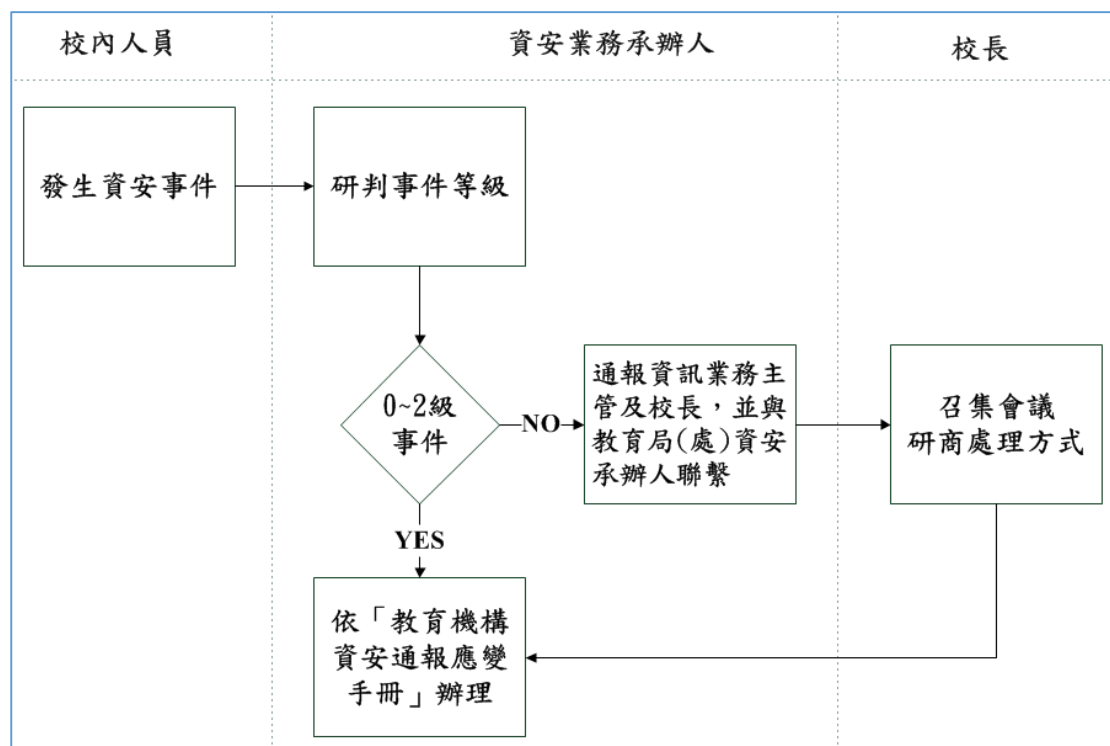 校內人員
資安業務承辦人
校長
發生資安事件
研判事件等級
0~2級
事件
NO
通報資訊業務主
管及校長，並與
教育局(處)資安
承辦人聯繫
召集會議
研商處理方式
YES
依「教育機構
資安通報應變
手冊」辦理